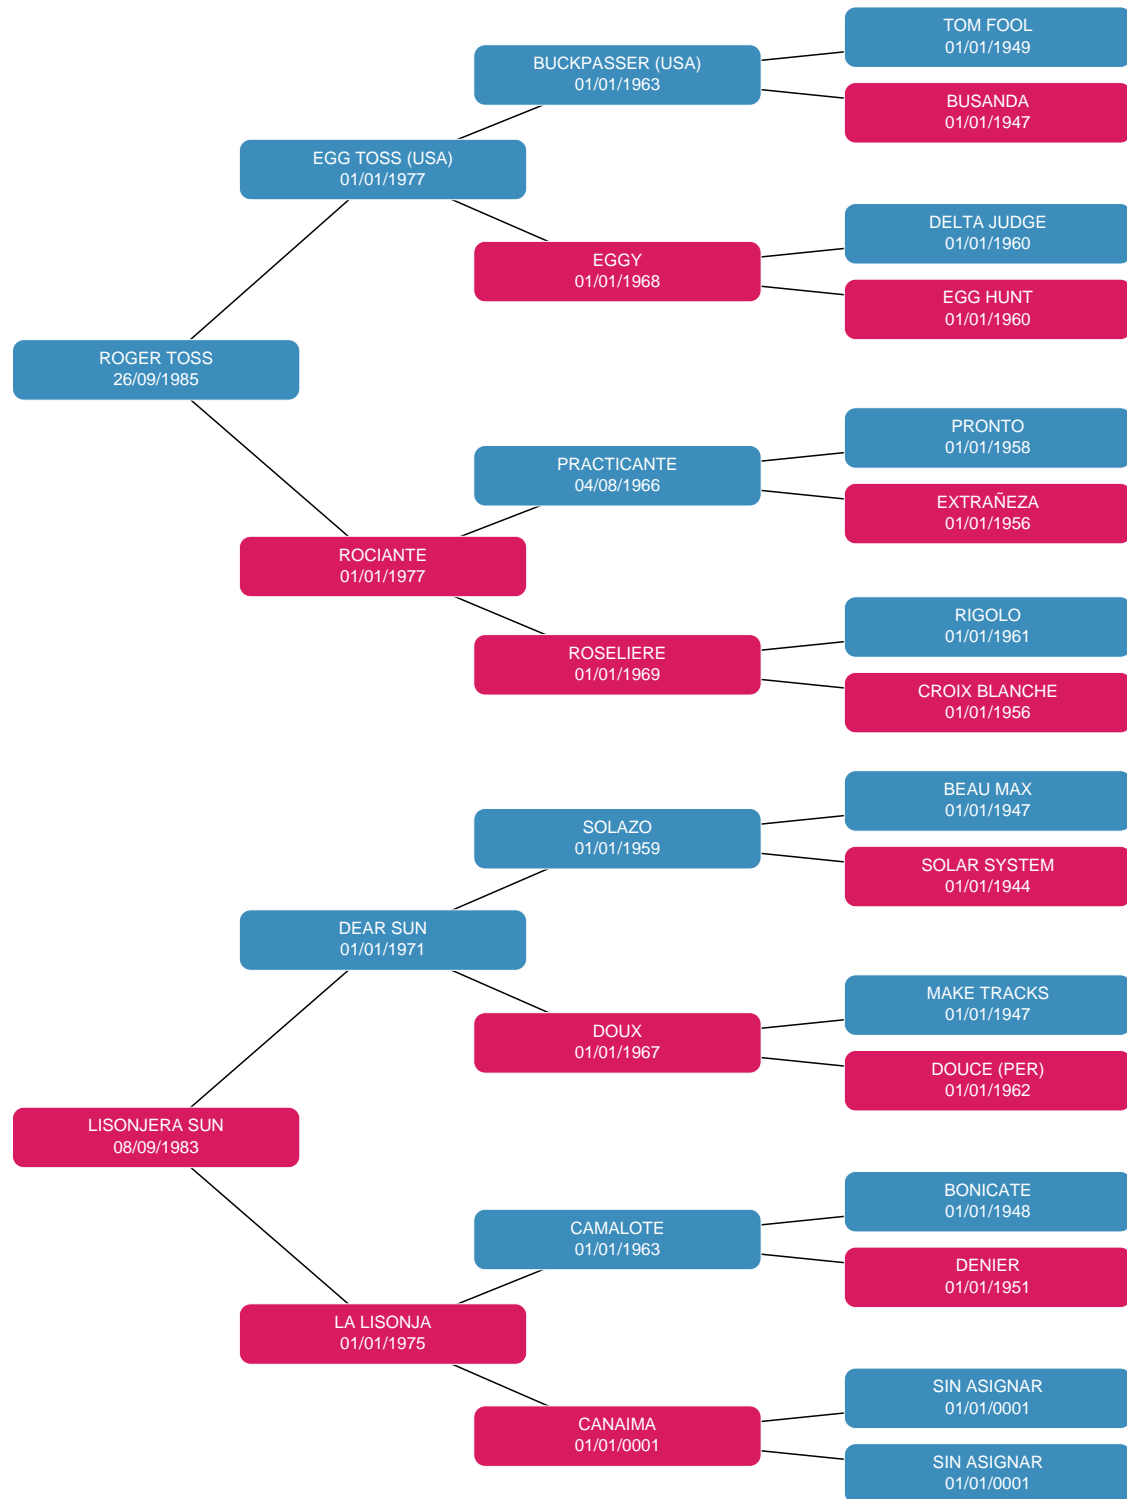 TOM FOOL
01/01/1949
BUCKPASSER (USA)
01/01/1963
BUSANDA
01/01/1947
EGG TOSS (USA)
01/01/1977
DELTA JUDGE
01/01/1960
EGGY
01/01/1968
EGG HUNT
01/01/1960
ROGER TOSS
26/09/1985
PRONTO
01/01/1958
PRACTICANTE
04/08/1966
EXTRAÑEZA
01/01/1956
ROCIANTE
01/01/1977
RIGOLO
01/01/1961
ROSELIERE
01/01/1969
CROIX BLANCHE
01/01/1956
BEAU MAX
01/01/1947
SOLAZO
01/01/1959
SOLAR SYSTEM
01/01/1944
DEAR SUN
01/01/1971
MAKE TRACKS
01/01/1947
DOUX
01/01/1967
DOUCE (PER)
01/01/1962
LISONJERA SUN
08/09/1983
BONICATE
01/01/1948
CAMALOTE
01/01/1963
DENIER
01/01/1951
LA LISONJA
01/01/1975
SIN ASIGNAR
01/01/0001
CANAIMA
01/01/0001
SIN ASIGNAR
01/01/0001